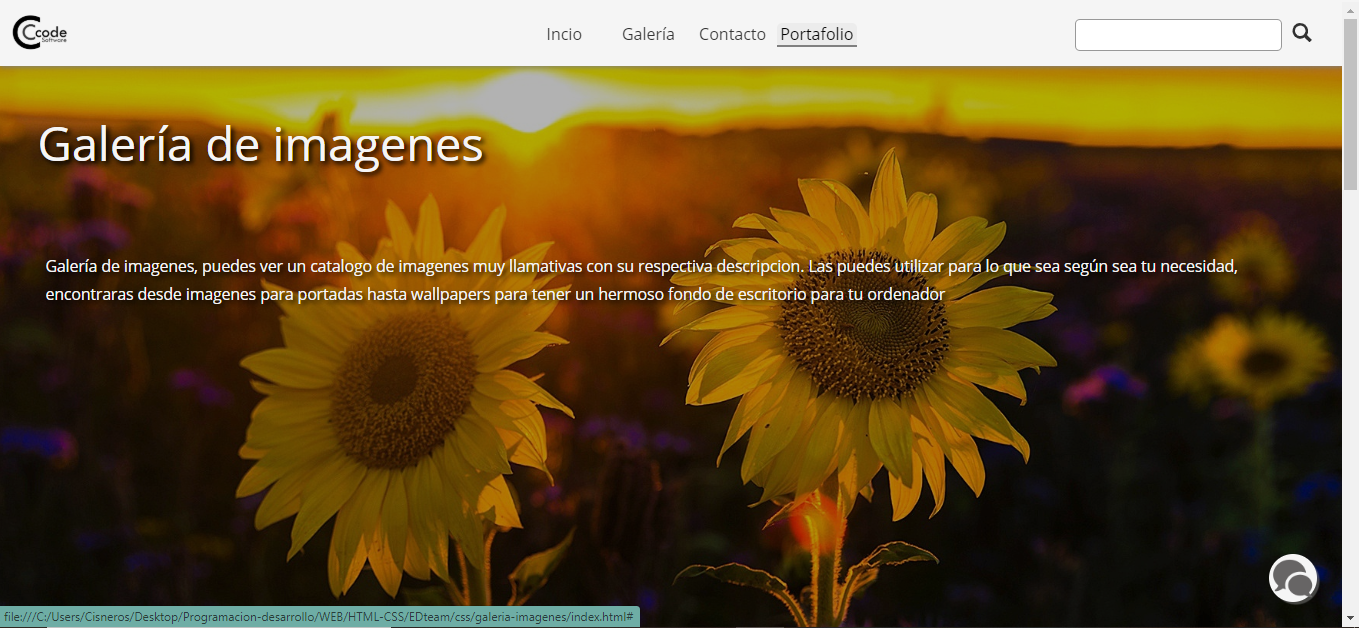 Ccode
Software
Incio Galería Contacto Portafolio
Galería de imagenes
Galería de imagenes, puedes ver un catalogo de imagenes muy llamativas con su respectiva descripcion. Las puedes utilizar para lo que sea según sea tu necesidad,
encontraras desde imagenes para portadas hasta wallpapers para tener un hermoso fondo de escritorio para tu ordenador
file:///C:/Users/Cisneros/Desktop/Programacion-desarrollo/WEB/HTML-CSS/EDteam/css/galeria-imagenes/index.html#